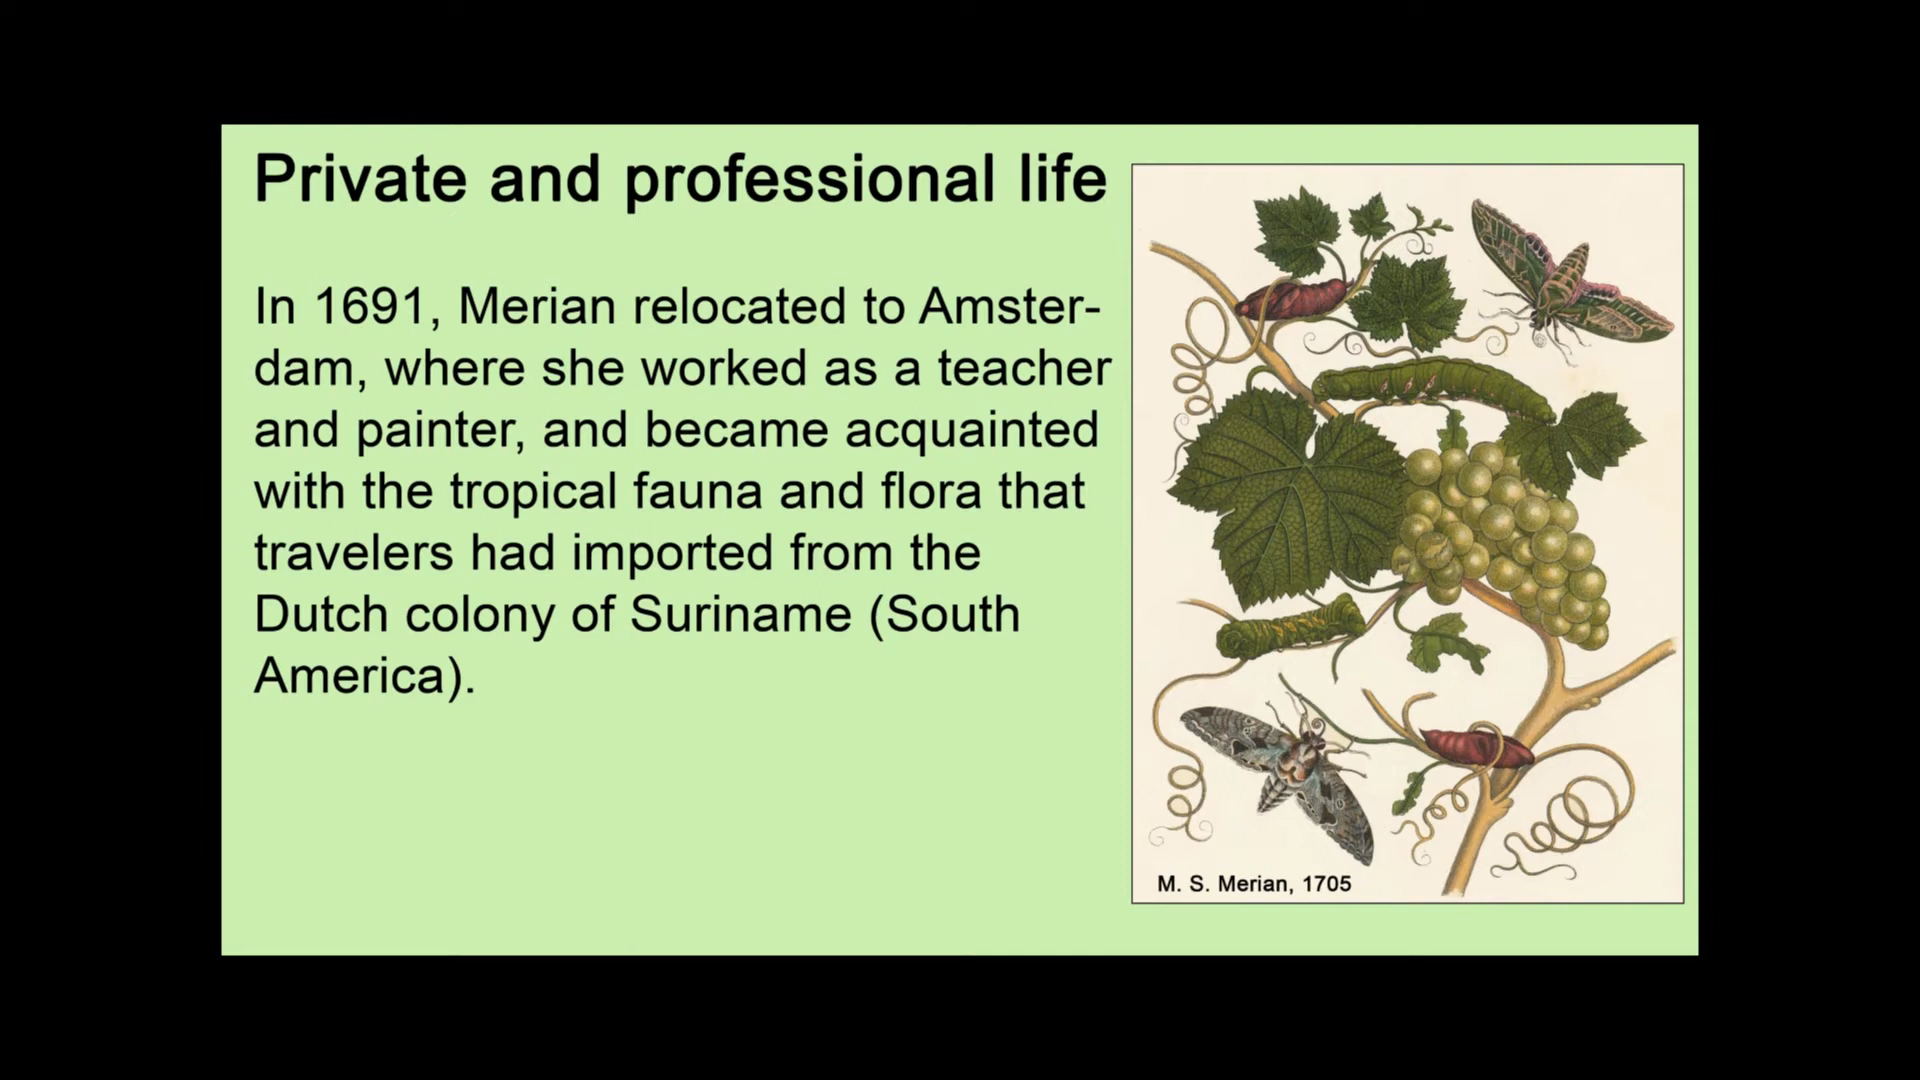 Private and professional life
In 1691, Merian relocated to Amster-
dam, where she worked as a teacher
and painter, and became acquainted
with the tropical fauna and flora that
travelers had imported from the
Dutch colony of Suriname (South
America).
M. S. Merian, 1705